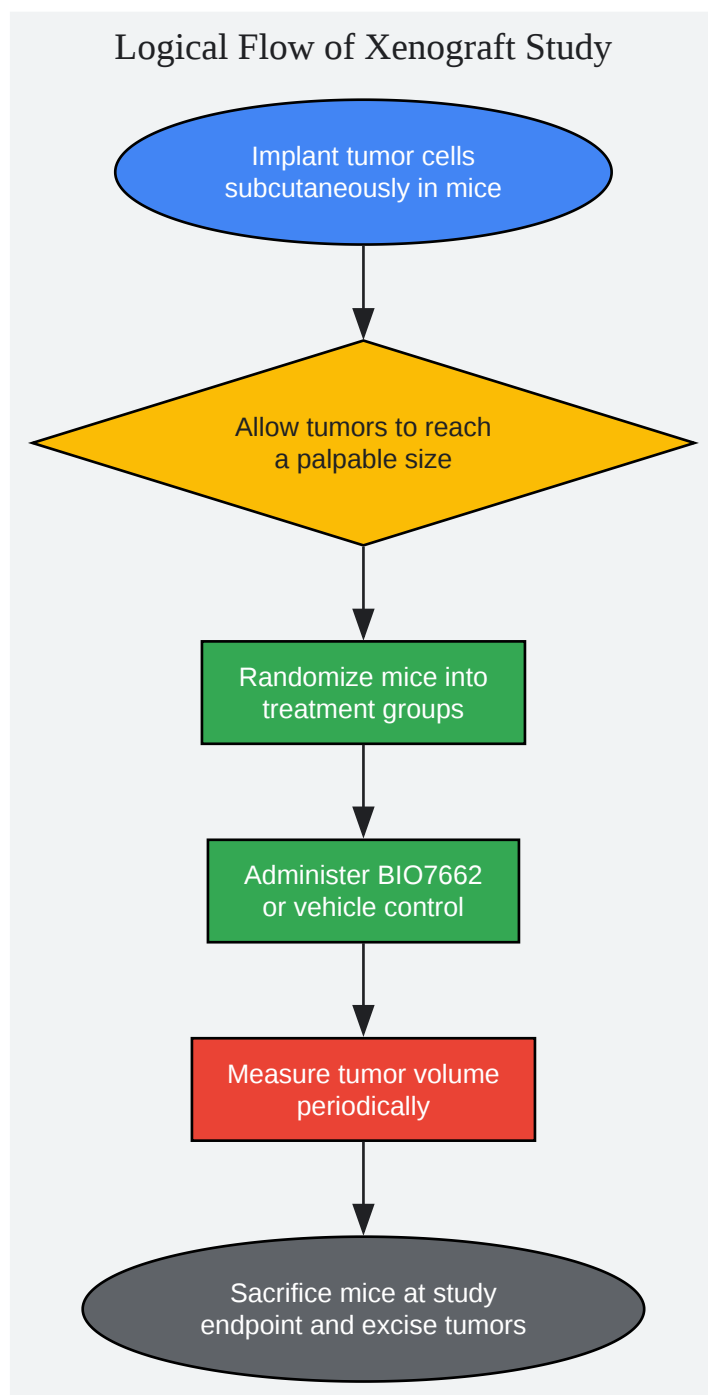 Logical Flow of Xenograft Study
Implant tumor cells
subcutaneously in mice
Allow tumors to reach
a palpable size
Randomize mice into
treatment groups
Administer BIO7662
or vehicle control
Measure tumor volume
periodically
Sacrifice mice at study
endpoint and excise tumors